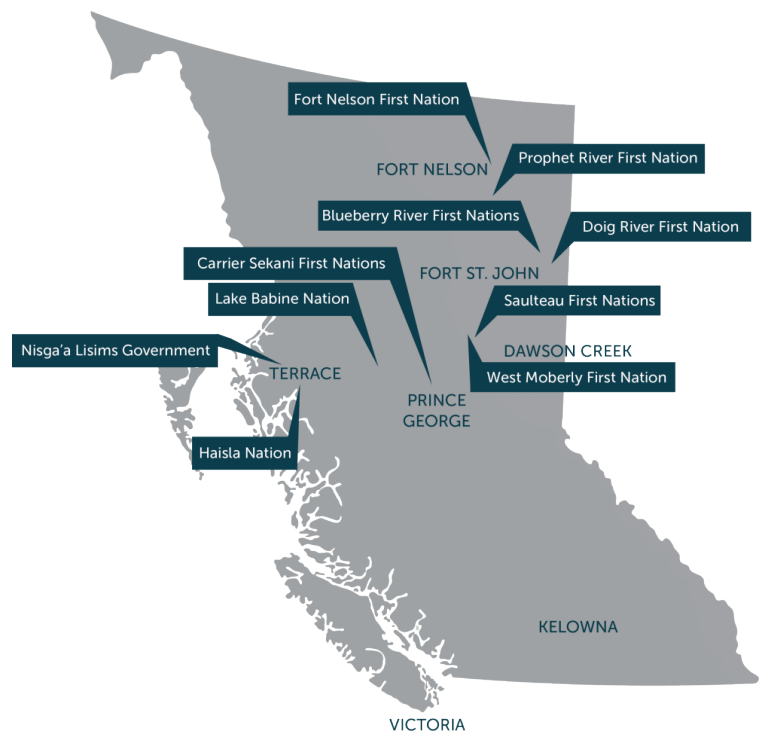 Fort Nelson First Nation
Prophet River First Nation
FORT NELSON
Blueberry River First Nations
Doig River First Nation
Carrier Sekani First Nations
FORT ST. JOHN
Lake Babine Nation
Saulteau First Nations
Nisga'a Lisims Government
DAWSON CREEK
TERRACE
West Moberly First Nation
PRINCE
GEORGE
Haisla Nation
KELOWNA
VICTORIA